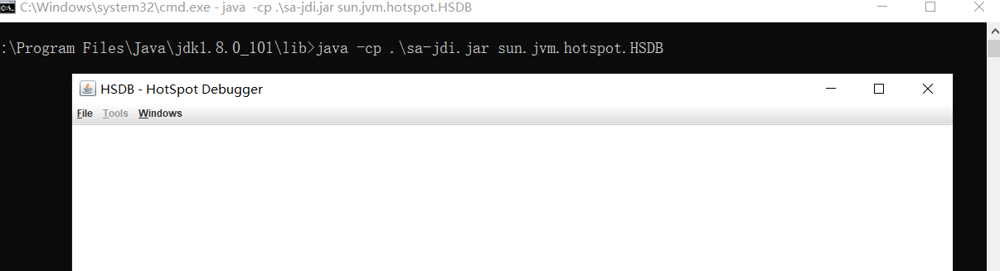 C:\Windows\system32\cmd.exe - java  -cp .\sa-jdi.jar sun.jvm.hotspot.HSDB
:\Program Files\Java\jdk1.8.0_101\lib>java -cp .\sa-jdi.jar sun.jvm.hotspot.HSDB
HSDB - HotSpot Debugger
File Tools Windows